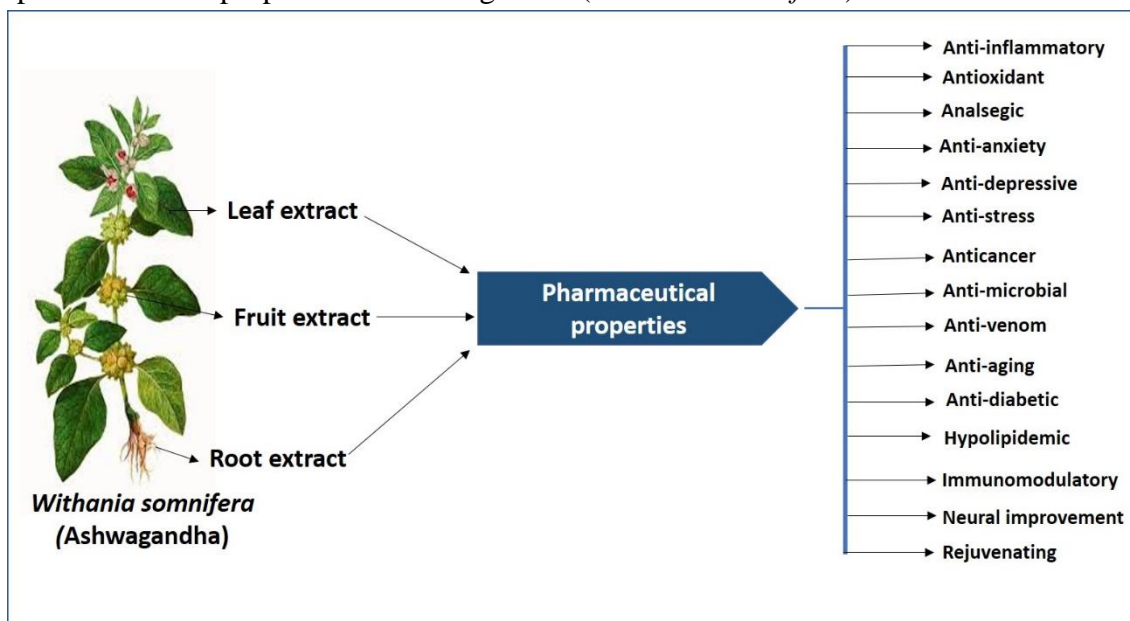 Leaf extract
Fruit extract
Root extract
Withania somnifera
(Ashwagandha)
Pharmaceutical
properties
Anti-inflammatory
Antioxidant
Analsegic
Anti-anxiety
Anti-depressive
Anti-stress
Anticancer
Anti-microbial
Anti-venom
Anti-aging
Anti-diabetic
Hypolipidemic
Immunomodulatory
Neural improvement
Rejuvenating